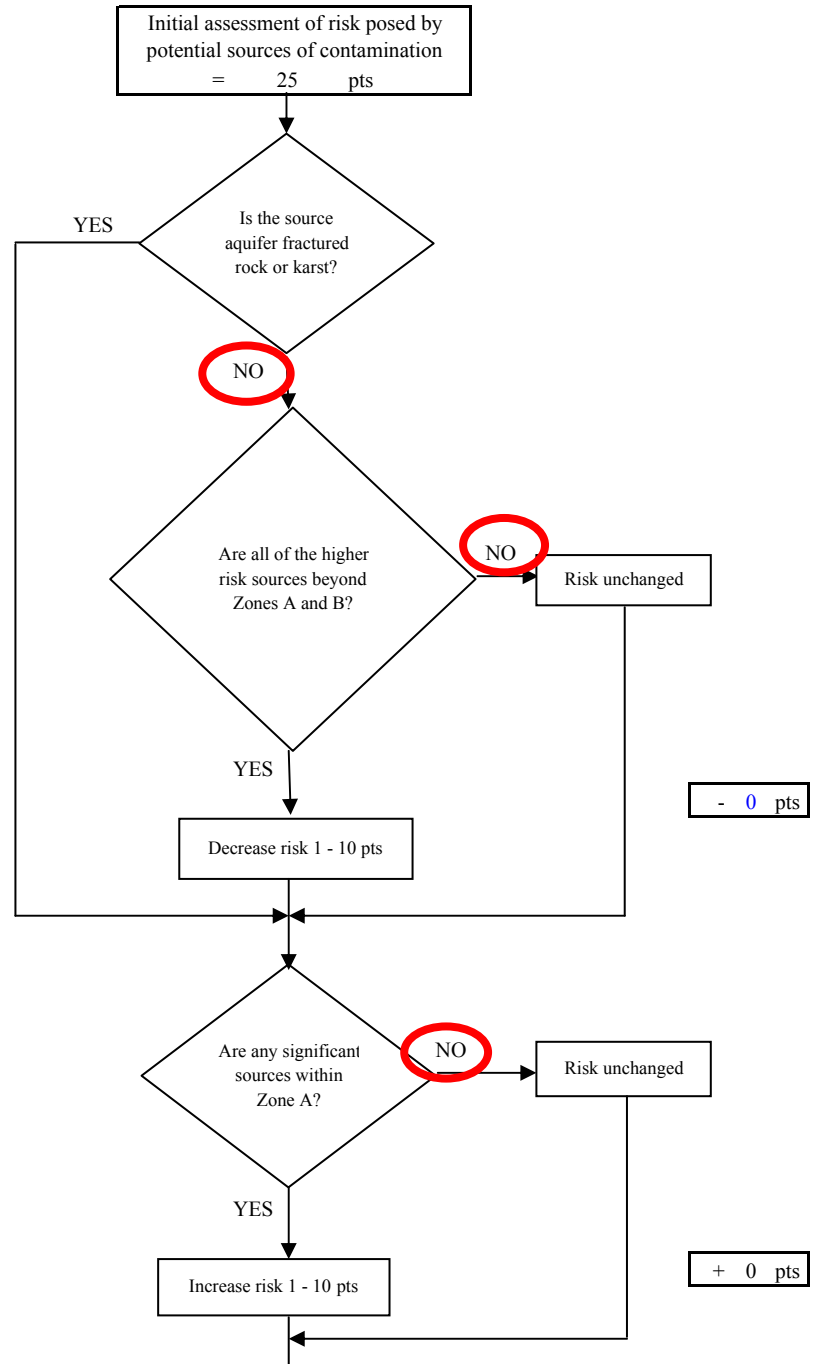 Initial assessment of risk posed by
potential sources of contamination
= 25 pts
YES
Is the source
aquifer fractured
rock or karst?
NO
Are all of the higher
risk sources beyond
Zones A and B?
NO
Risk unchanged
YES
- 0 pts
Decrease risk 1 - 10 pts
Are any significant
sources within
Zone A?
NO
Risk unchanged
YES
+ 0 pts
Increase risk 1 - 10 pts